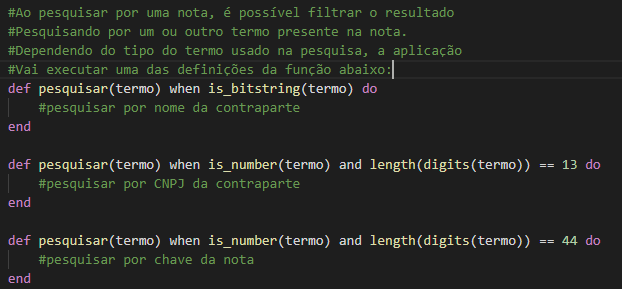 #Ao pesquisar por uma nota, é possível filtrar o resultado
#Pesquisando por um ou outro termo presente na nota.
#Dependendo do tipo do termo usado na pesquisa, a aplicação
#Vai executar uma das definições da função abaixo:
def pesquisar(termo) when is_bitstring(termo) do
    #pesquisar por nome da contraparte
end

def pesquisar(termo) when is_number(termo) and length(digits(termo)) == 13 do
    #pesquisar por CNPJ da contraparte
end

def pesquisar(termo) when is_number(termo) and length(digits(termo)) == 44 do
    #pesquisar por chave da nota
end